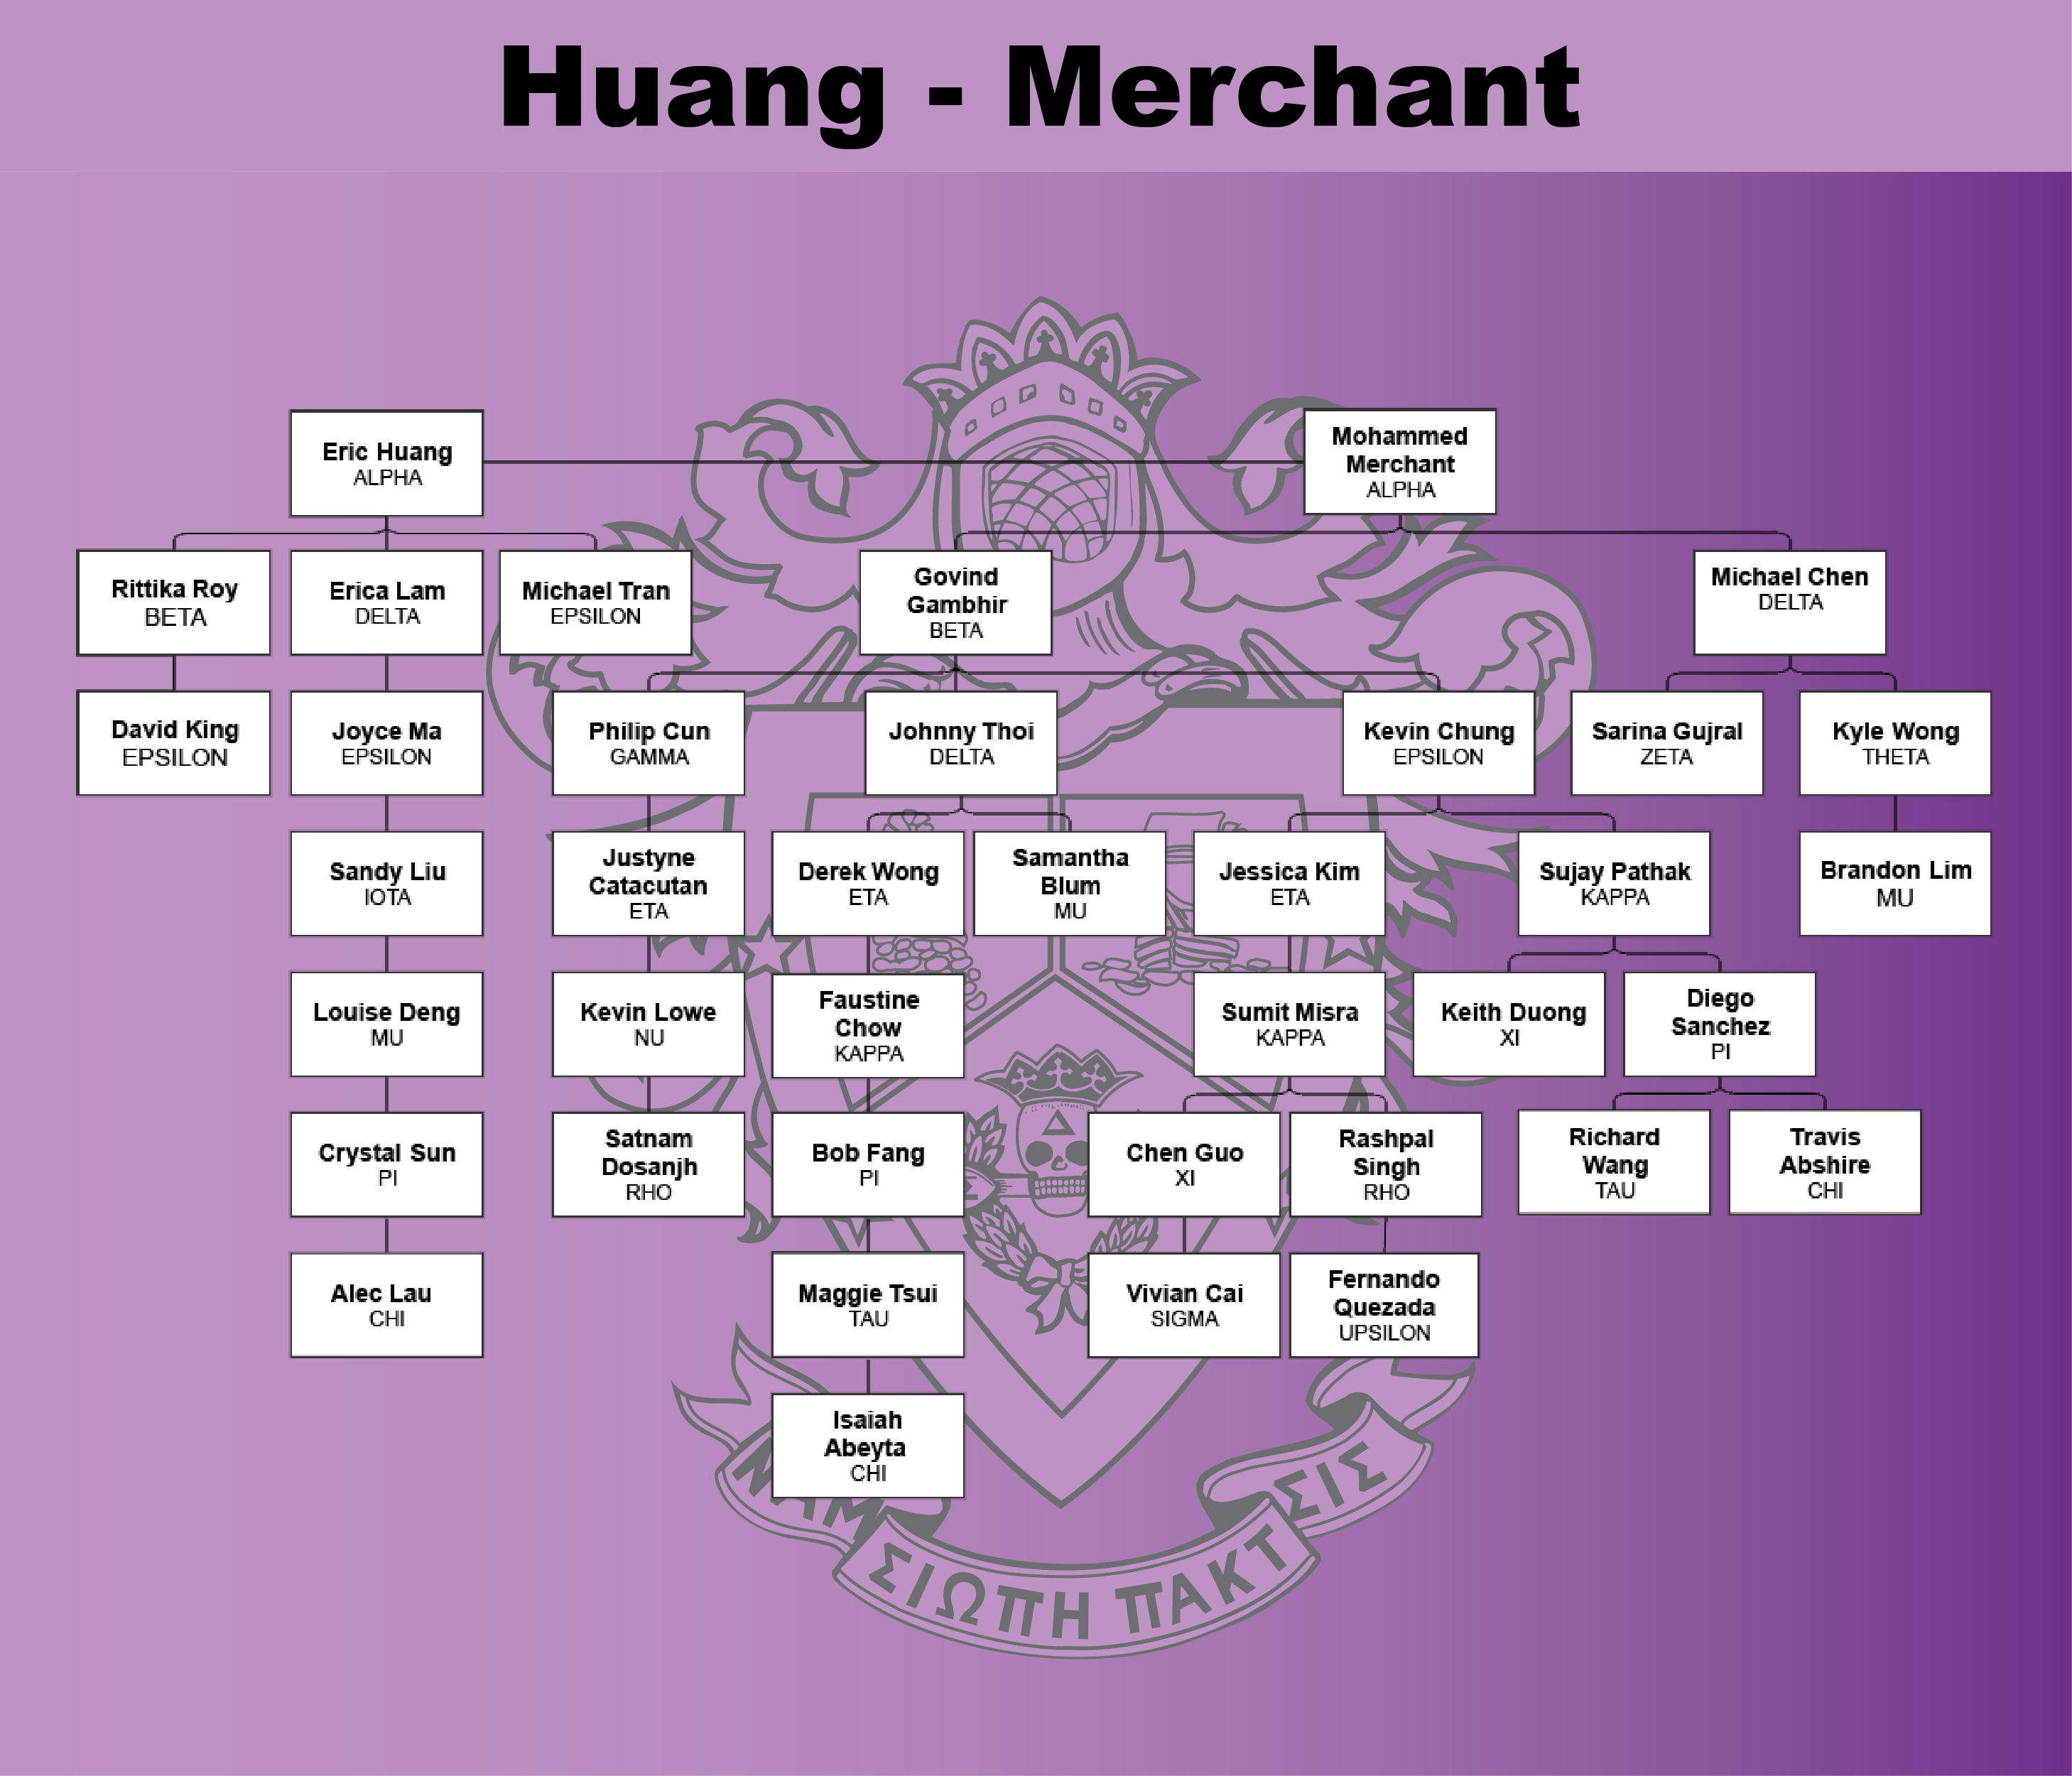 Huang - Merchant
Eric Huang
ALPHA
Mohammed
Merchant
ALPHA
Rittika Roy
BETA
Erica Lam
DELTA
Michael Tran
EPSILON
Govind
Gambhir
BETA
Michael Chen
DELTA
David King
EPSILON
Joyce Ma
EPSILON
Philip Cun
GAMMA
Johnny Thoi
DELTA
Kevin Chung
EPSILON
Sarina Gujral
ZETA
Kyle Wong
THETA
Sandy Liu
IOTA
Justyne
Catacutan
ETA
Derek Wong
ETA
Samantha
Blum
MU
Jessica Kim
ETA
Sujay Pathak
KAPPA
Brandon Lim
MU
Louise Deng
MU
Kevin Lowe
NU
Faustine
Chow
KAPPA
Sumit Misra
KAPPA
Keith Duong
XI
Diego
Sanchez
PI
Crystal Sun
PI
Satnam
Dosanjh
RHO
Bob Fang
PI
Chen Guo
XI
Rashpal
Singh
RHO
Richard
Wang
TAU
Travis
Abshire
CHI
Alec Lau
CHI
Maggie Tsui
TAU
Vivian Cai
SIGMA
Fernando
Quezada
UPSILON
Isaiah
Abeyta
CHI
ΣΙΩΠΗ ΠΑΚΤ ΣΙΣ